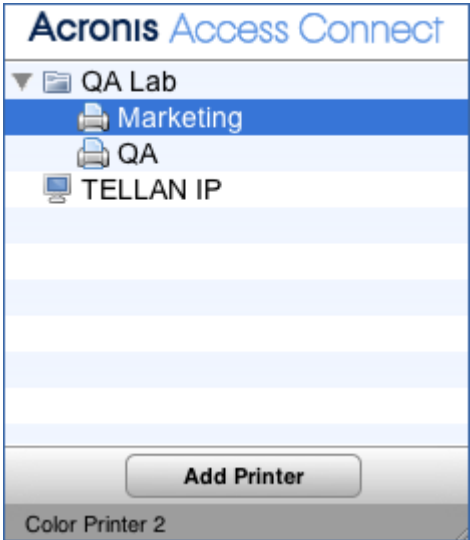 Acronis Access Connect
QA Lab
Marketing
QA
TELLAN IP
Add Printer
Color Printer 2